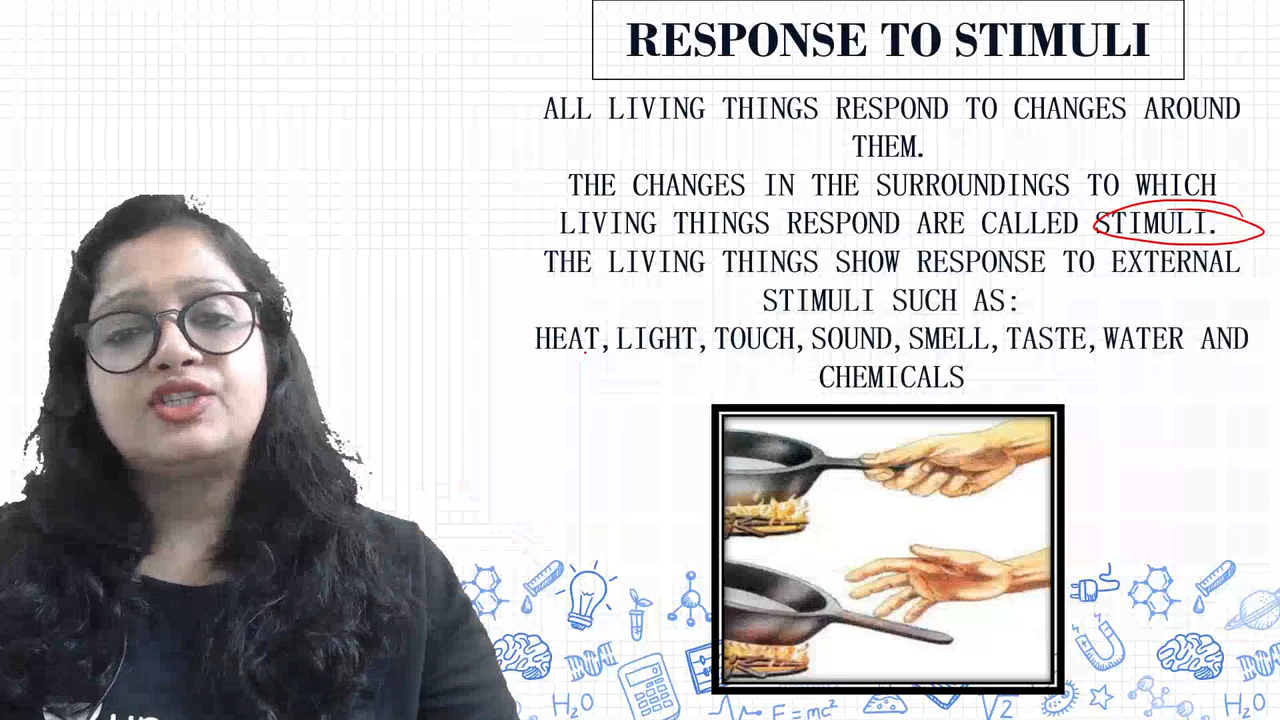 RESPONSE TO STIMULI
ALL LIVING THINGS RESPOND TO CHANGES AROUND
THEM.
THE CHANGES IN THE SURROUNDINGS TO WHICH
LIVING THINGS RESPOND ARE CALLED STIMULI.
THE LIVING THINGS SHOW RESPONSE TO EXTERNAL
STIMULI SUCH AS:
HEAT, LIGHT, TOUCH, SOUND, SMELL, TASTE, WATER AND
CHEMICALS
H₂O
F = mc²
√2
H₂O